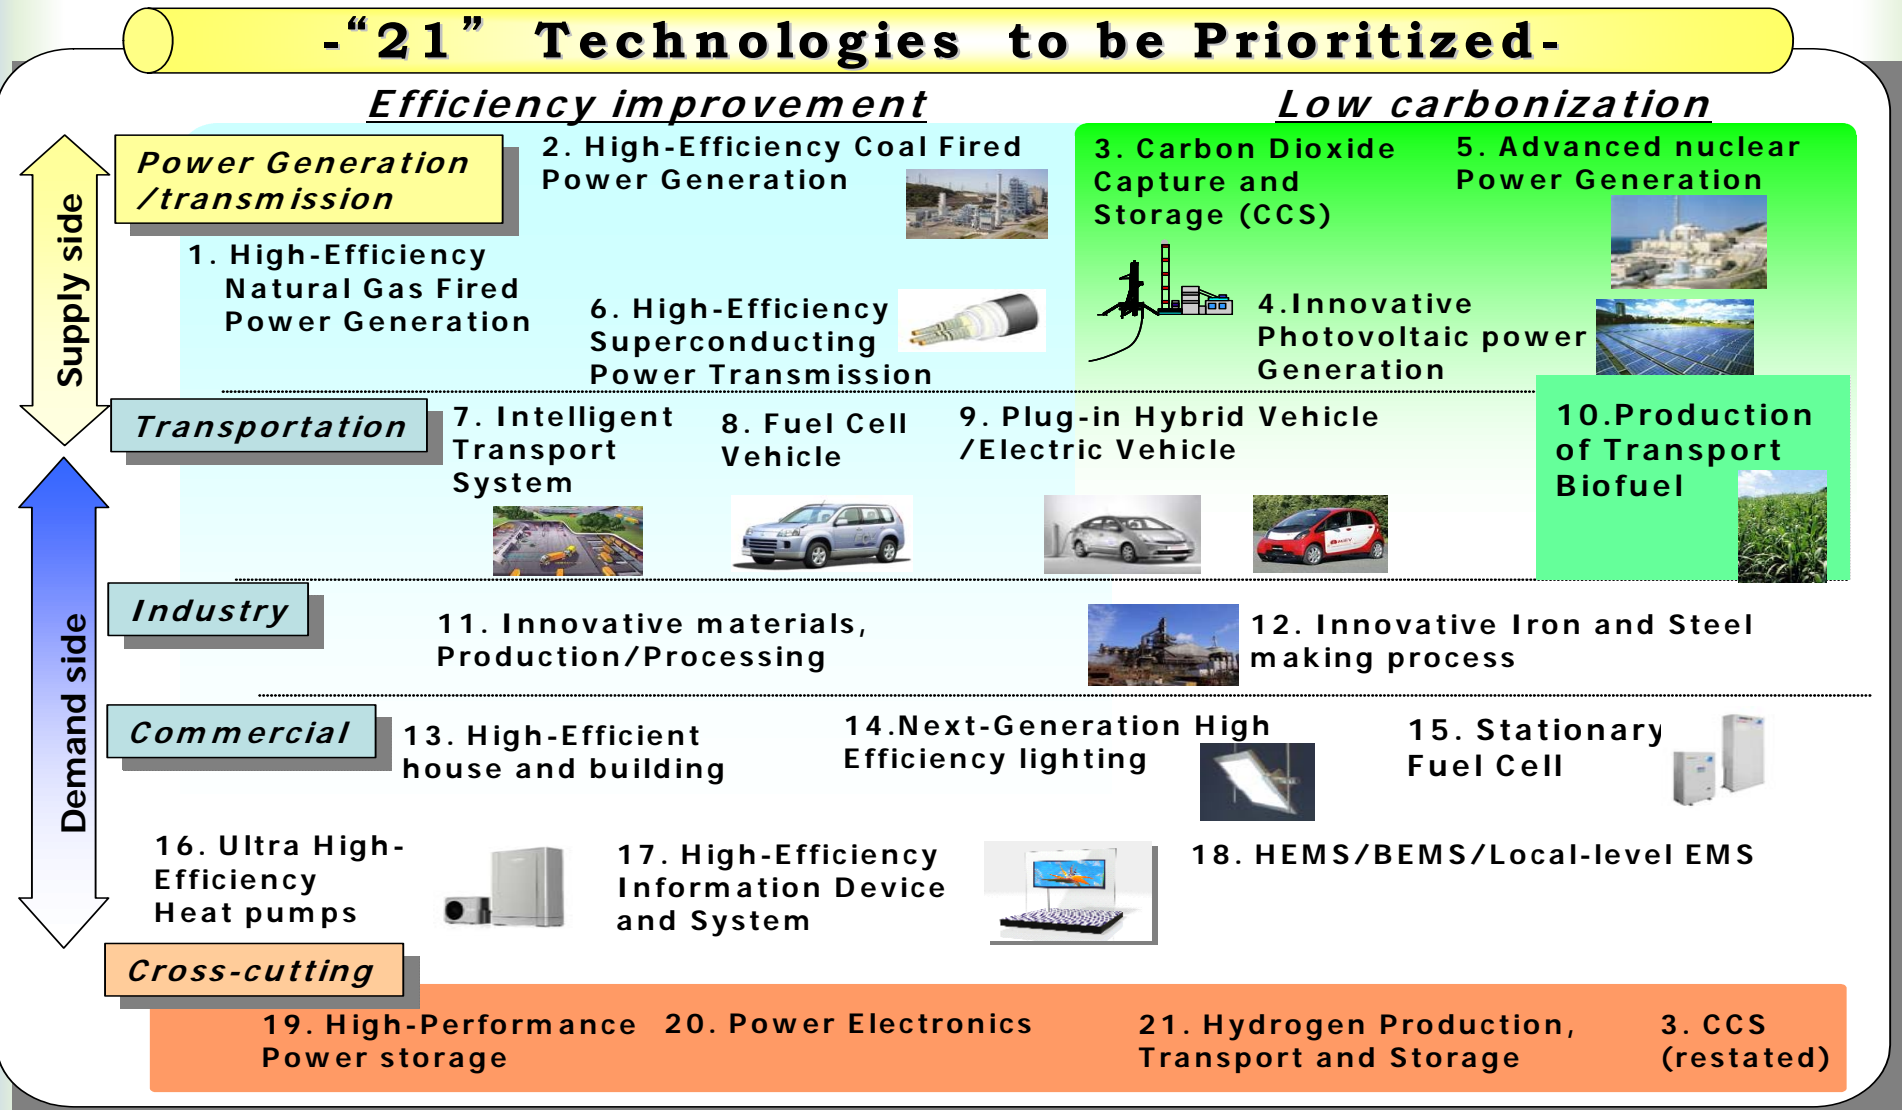 -“21” Technologies to be Prioritized-
Efficiency improvement
Low carbonization
Supply side
Power Generation
/transmission
1. High-Efficiency
Natural Gas Fired
Power Generation
2. High-Efficiency Coal Fired
Power Generation
6. High-Efficiency
Superconducting
Power Transmission
3. Carbon Dioxide
Capture and
Storage (CCS)
5. Advanced nuclear
Power Generation
4.Innovative
Photovoltaic power
Generation
Transportation
7. Intelligent
Transport
System
8. Fuel Cell
Vehicle
9. Plug-in Hybrid Vehicle
/Electric Vehicle
10.Production
of Transport
Biofuel
Demand side
Industry
11. Innovative materials,
Production/Processing
12. Innovative Iron and Steel
making process
Commercial
13. High-Efficient
house and building
14.Next-Generation High
Efficiency lighting
15. Stationary
Fuel Cell
16. Ultra High-
Efficiency
Heat pumps
17. High-Efficiency
Information Device
and System
18. HEMS/BEMS/Local-level EMS
Cross-cutting
19. High-Performance
Power storage
20. Power Electronics
21. Hydrogen Production,
Transport and Storage
3. CCS
(restated)